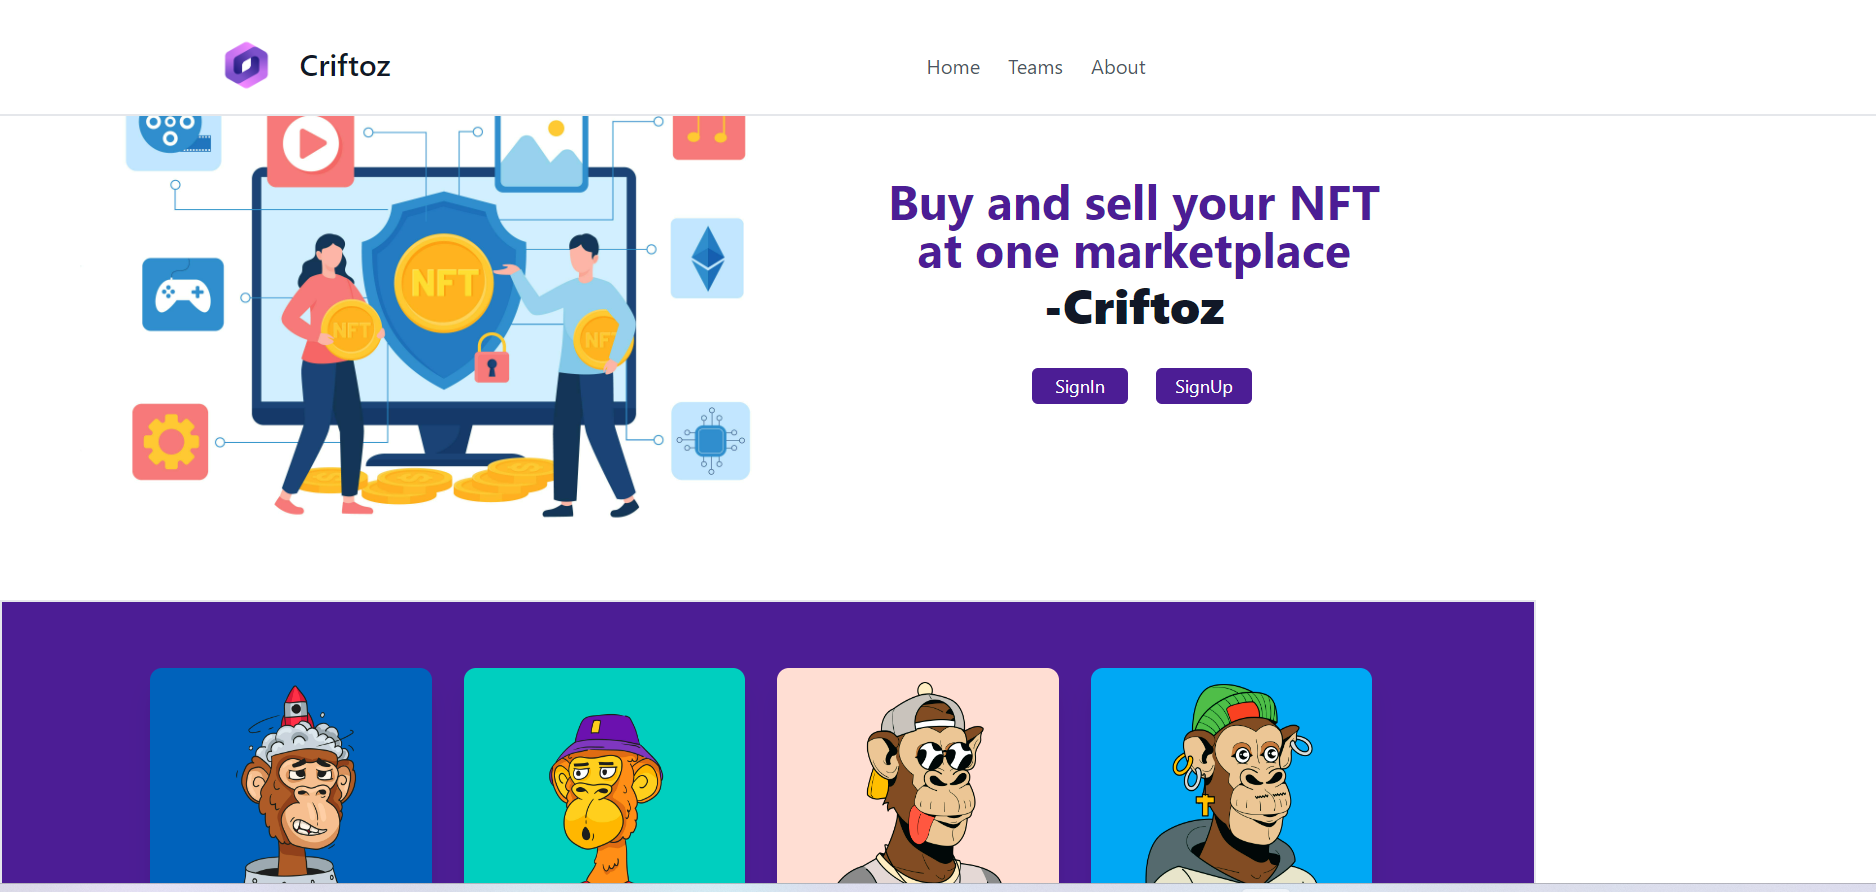 Criftoz
Home Teams About
Buy and sell your NFT
at one marketplace
-Criftoz
SignIn SignUp
NFT
NFT
NFT